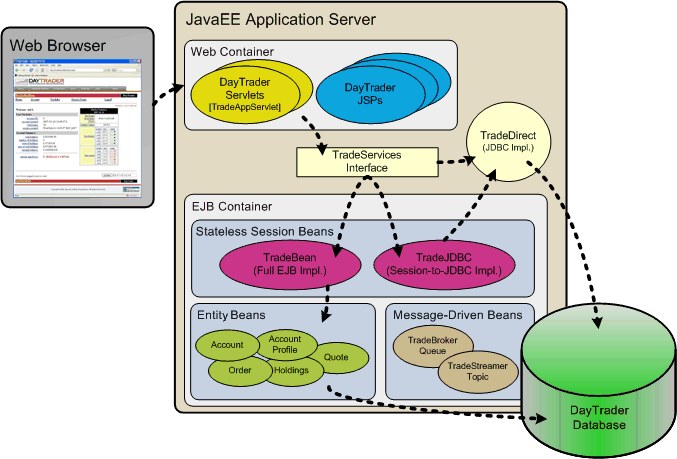 JavaEE Application Server
Web Browser
Web Container
DAYTRADER
DayTrader
Servlets
[TradeAppServlet]
DayTrader
JSPs
TradeDirect
(JDBC Impl.)
TradeServices
Interface
EJB Container
Stateless Session Beans
TradeBean
(Full EJB Impl.)
TradeJDBC
(Session-to-JDBC Impl.)
Entity Beans
Account
Account
Profile
Quote
Order
Holdings
Message-Driven Beans
TradeBroker
Queue
TradeStreamer
Topic
DayTrader
Database